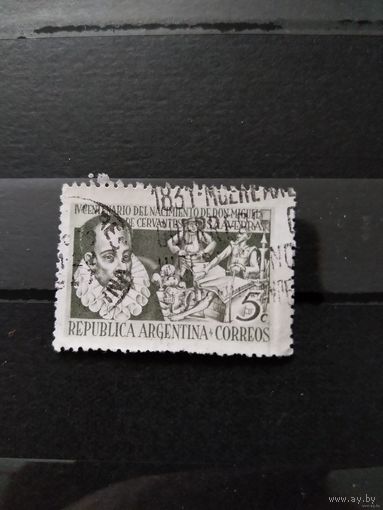 IV CENTENARIO DEL NACIMIENTO DE DON MIGUEL
DE CERVANTES SAAVEDRA
5c
REPUBLICA ARGENTINA CORREOS
www.ay.by